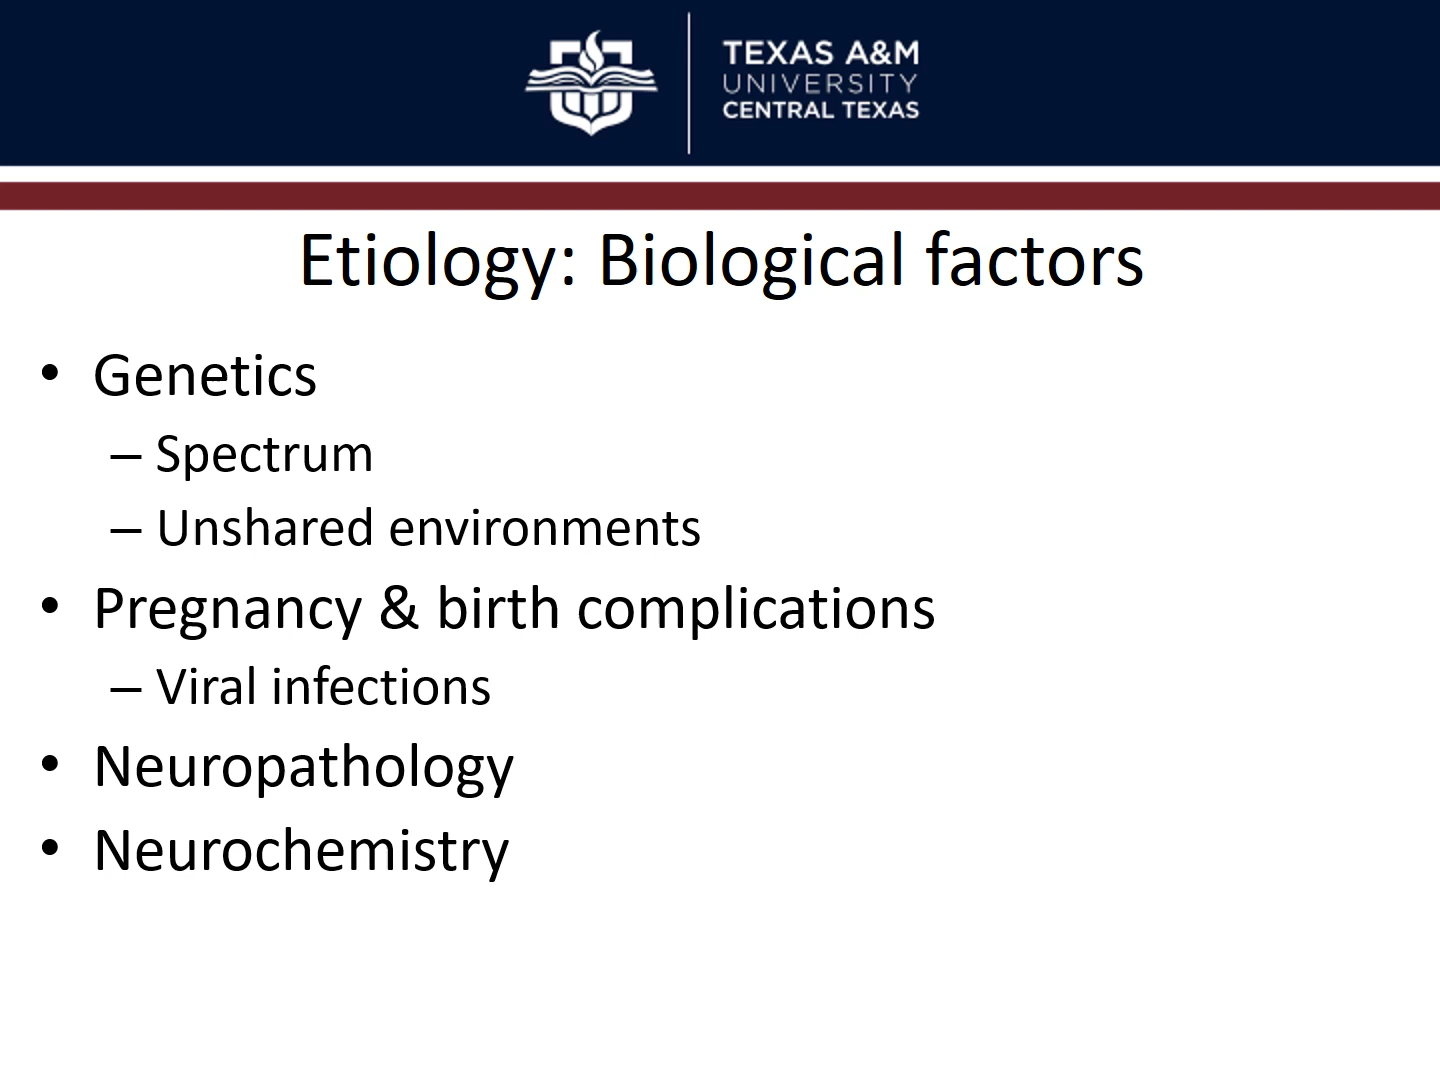 TEXAS A&M
UNIVERSITY
CENTRAL TEXAS
Etiology: Biological factors
• Genetics
– Spectrum
– Unshared environments
• Pregnancy & birth complications
– Viral infections
• Neuropathology
• Neurochemistry